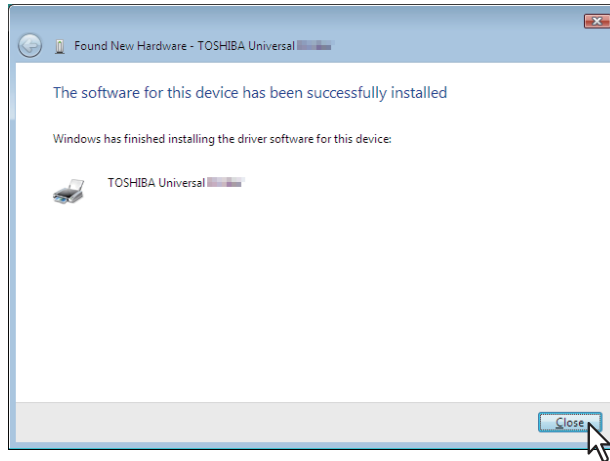 Found New Hardware - TOSHIBA Universal
The software for this device has been successfully installed
Windows has finished installing the driver software for this device:
TOSHIBA Universal
Close